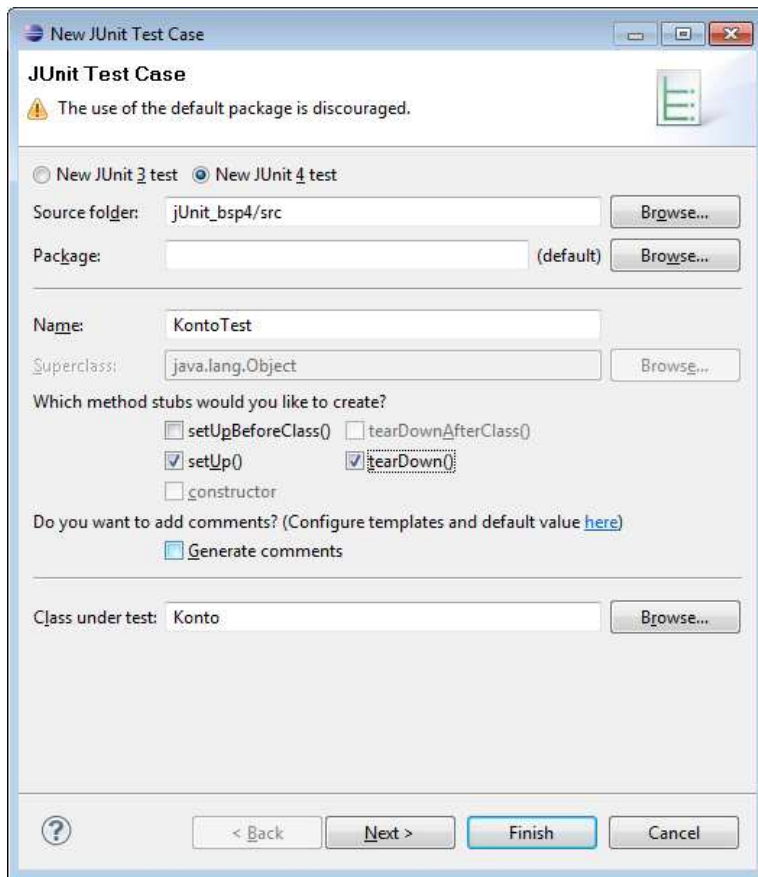 New JUnit Test Case
JUnit Test Case
The use of the default package is discouraged.
New JUnit 3 test New JUnit 4 test
Source folder: jUnit_bsp4/src Browse...
Package: (default) Browse...
Name: KontoTest
Superclass: java.lang.Object Browse...
Which method stubs would you like to create?
setUpBeforeClass() tearDownAfterClass()
setUp() tearDown()
constructor
Do you want to add comments? (Configure templates and default value here)
Generate comments
Class under test: Konto Browse...
? < Back Next > Finish Cancel